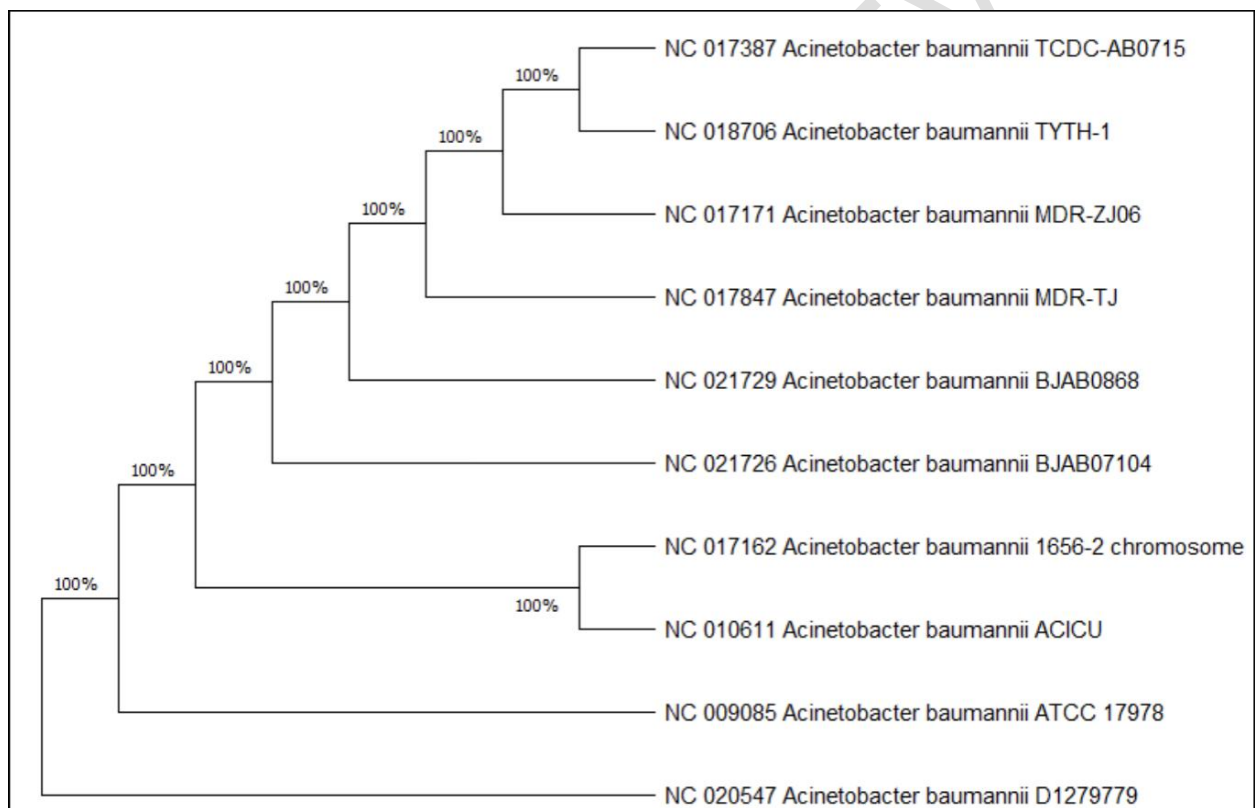 NC 017387 Acinetobacter baumannii TCDC-AB0715
100%
NC 018706 Acinetobacter baumannii TYTH-1
100%
NC 017171 Acinetobacter baumannii MDR-ZJ06
100%
NC 017847 Acinetobacter baumannii MDR-TJ
100%
NC 021729 Acinetobacter baumannii BJAB0868
100%
NC 021726 Acinetobacter baumannii BJAB07104
100%
NC 017162 Acinetobacter baumannii 1656-2 chromosome
100%
100%
NC 010611 Acinetobacter baumannii ACICU
NC 009085 Acinetobacter baumannii ATCC 17978
NC 020547 Acinetobacter baumannii D1279779